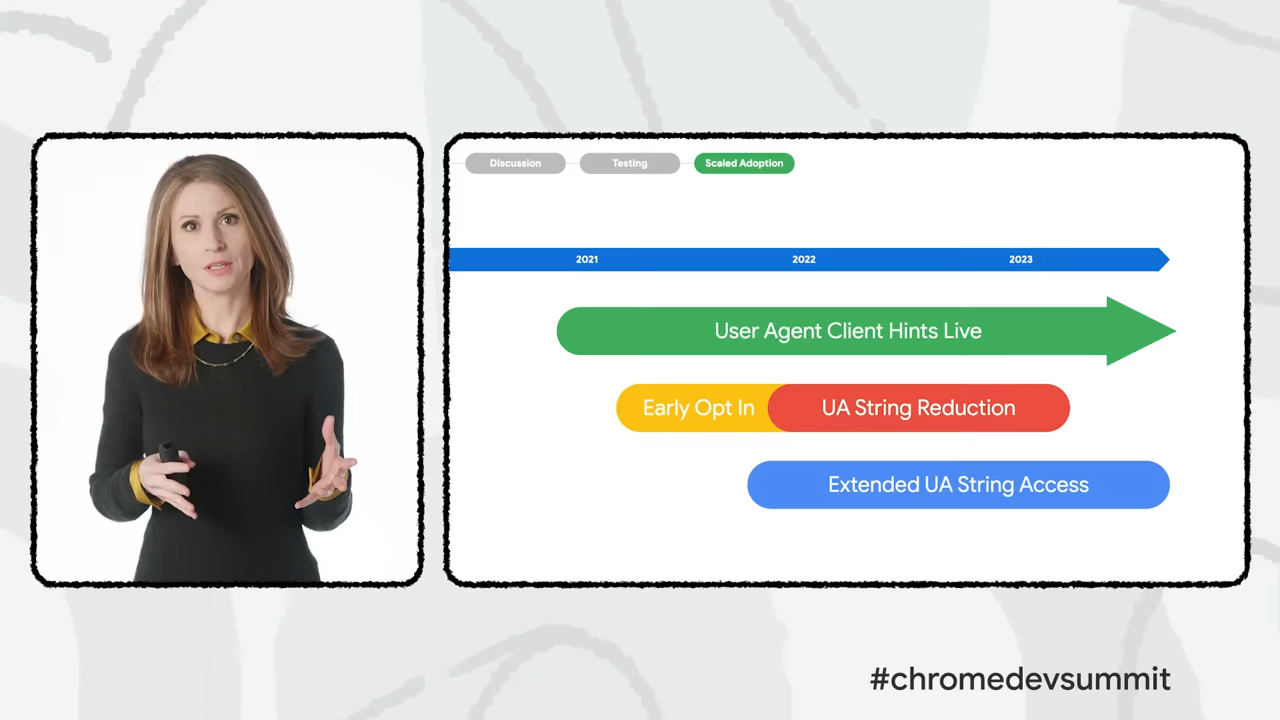 Discussion
Testing
Scaled Adoption
2021
2022
2023
User Agent Client Hints Live
Early Opt In
UA String Reduction
Extended UA String Access
#chromedevsummit